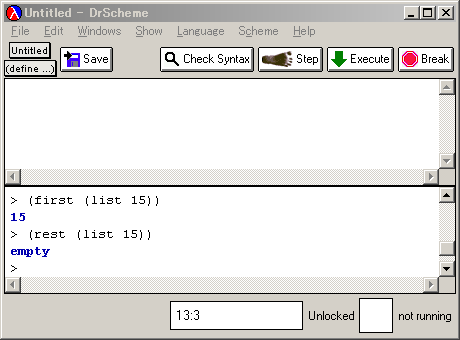 Untitled - DrScheme
File Edit Windows Show Language Scheme Help
Untitled
(define ...)
Save
Check Syntax
Step
Execute
Break
> (first (list 15))
15
> (rest (list 15))
empty
>
13:3
Unlocked
not running